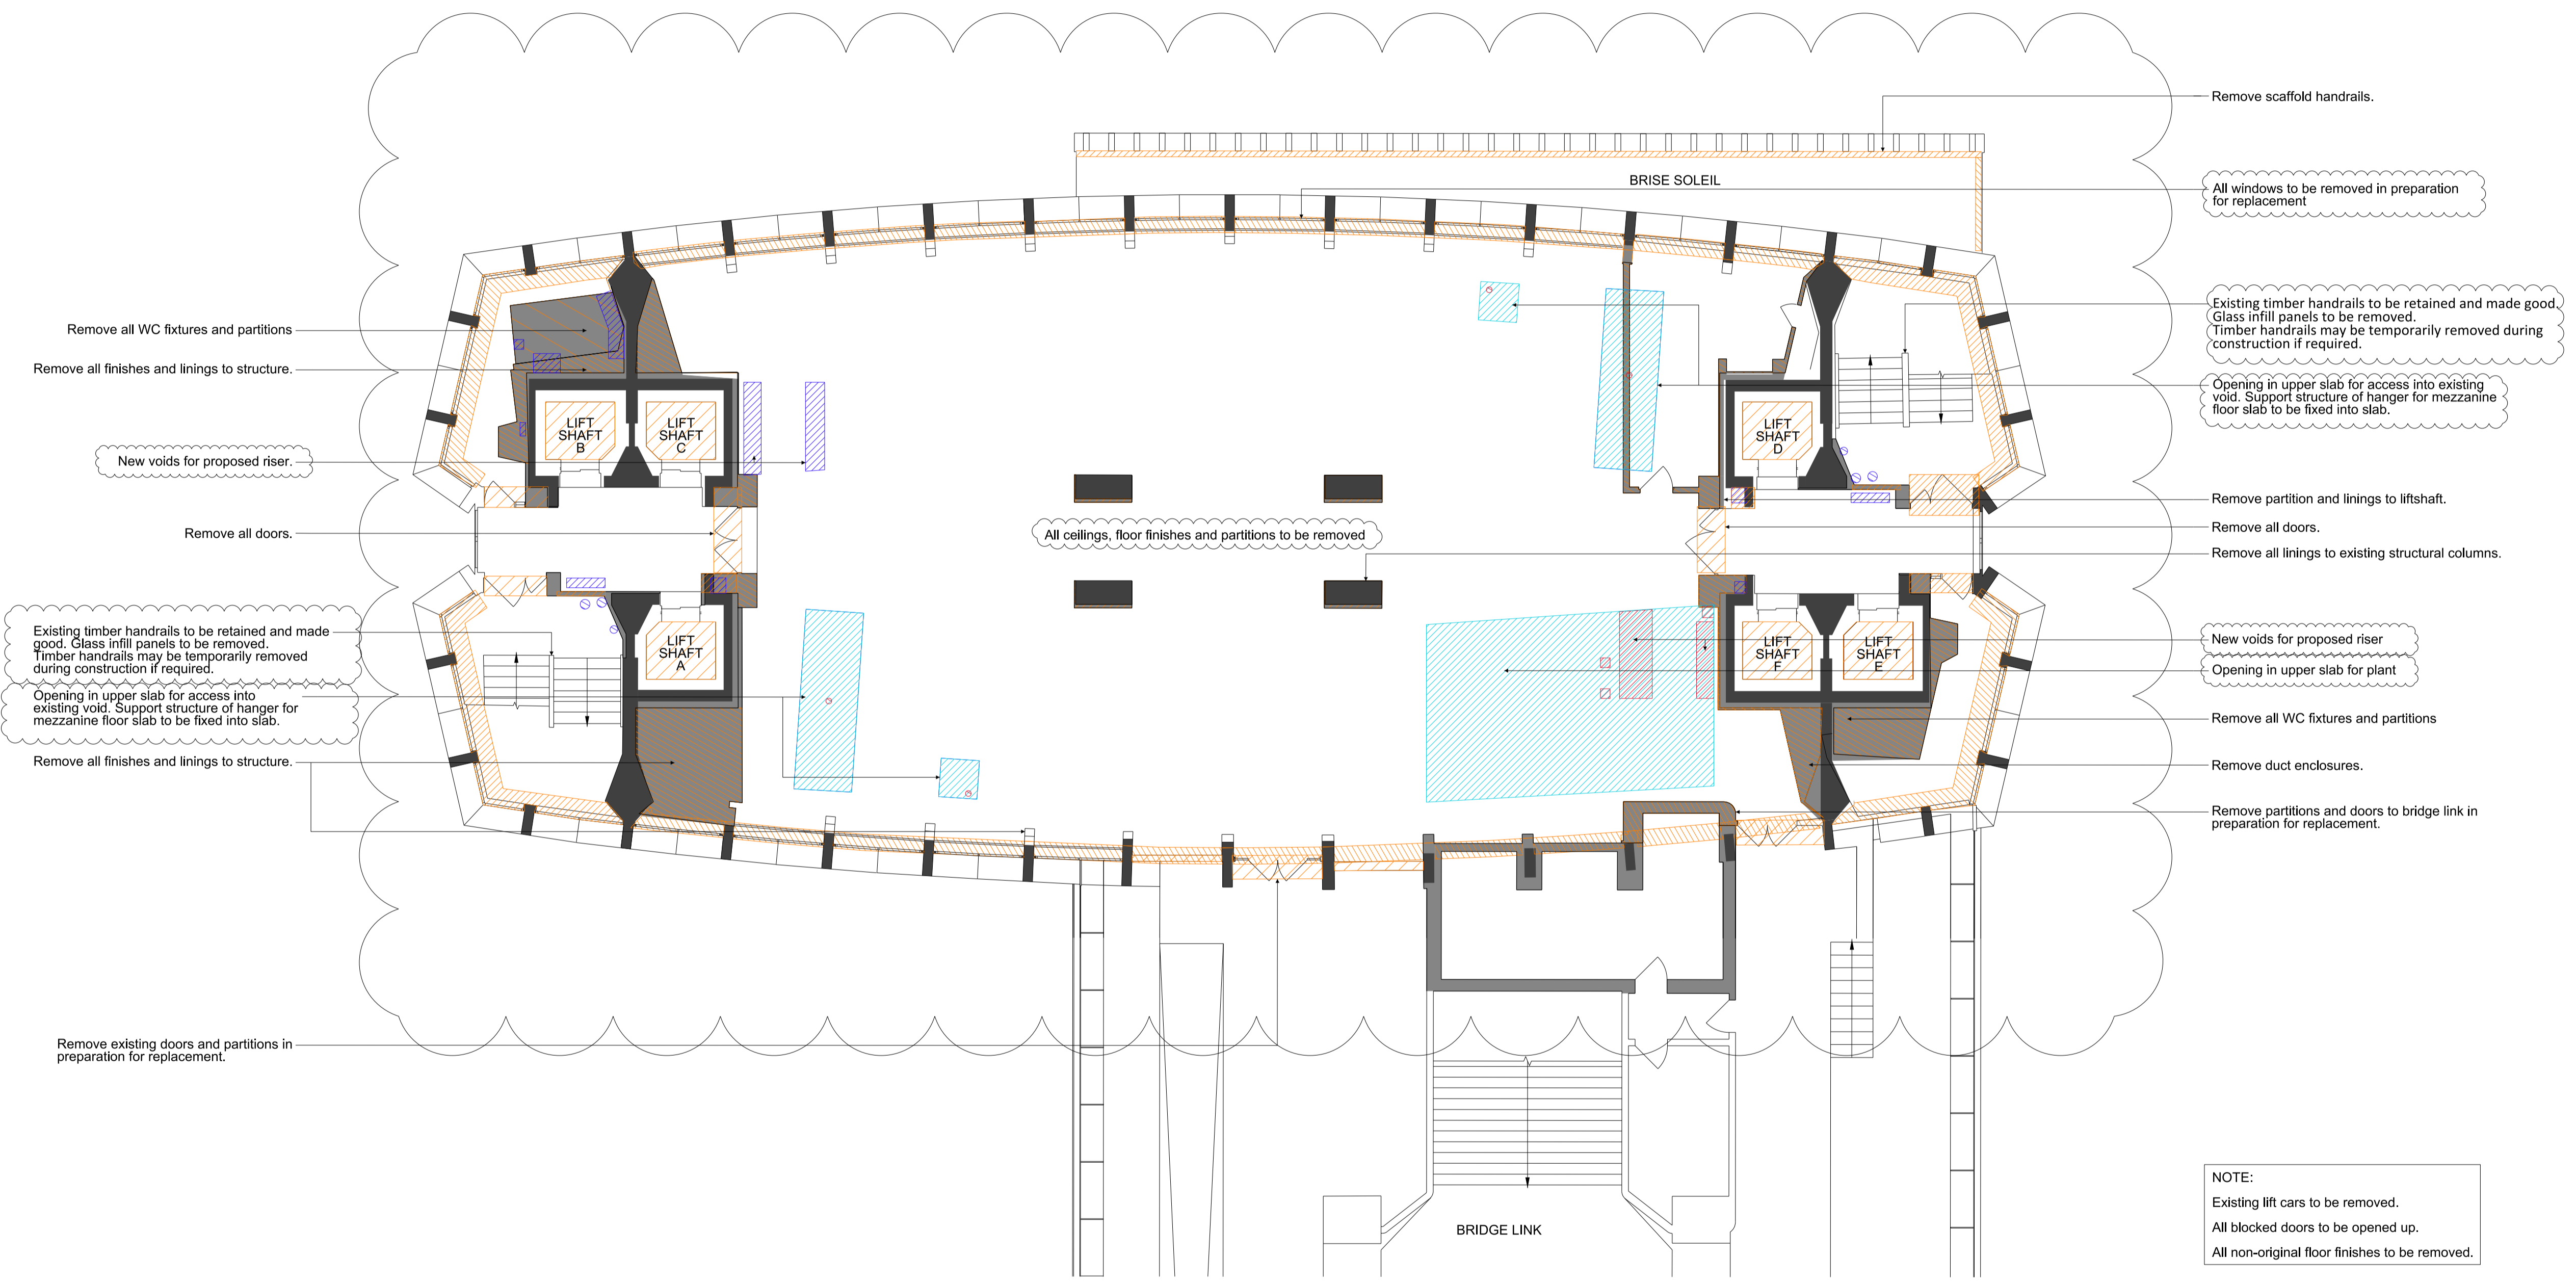 Remove scaffold handrails.
BRISE SOLEIL
All windows to be removed in preparation
for replacement
Existing timber handrails to be retained and made good.
Glass infill panels to be removed.
Timber handrails may be temporarily removed during
construction if required.
Opening in upper slab for access into existing
void. Support structure of hanger for mezzanine
floor slab to be fixed into slab.
Remove partition and linings to liftshaft.
Remove all doors.
Remove all linings to existing structural columns.
New voids for proposed riser
Opening in upper slab for plant
Remove all WC fixtures and partitions
Remove duct enclosures.
Remove partitions and doors to bridge link in
preparation for replacement.
Remove all WC fixtures and partitions
Remove all finishes and linings to structure.
New voids for proposed riser.
Remove all doors.
Existing timber handrails to be retained and made
good. Glass infill panels to be removed.
Timber handrails may be temporarily removed
during construction if required.
Opening in upper slab for access into
existing void. Support structure of hanger for
mezzanine floor slab to be fixed into slab.
Remove all finishes and linings to structure.
Remove existing doors and partitions in
preparation for replacement.
LIFT
SHAFT
B
LIFT
SHAFT
C
LIFT
SHAFT
D
All ceilings, floor finishes and partitions to be removed
LIFT
SHAFT
A
LIFT
SHAFT
F
LIFT
SHAFT
E
BRIDGE LINK
NOTE:
Existing lift cars to be removed.
All blocked doors to be opened up.
All non-original floor finishes to be removed.